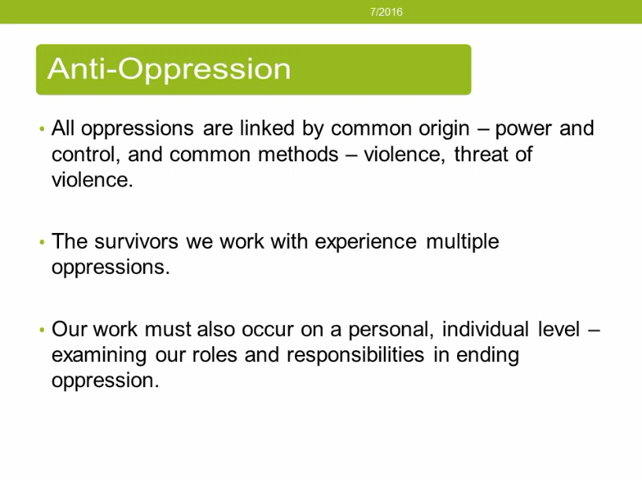 7/2016
Anti-Oppression
• All oppressions are linked by common origin – power and
control, and common methods – violence, threat of
violence.
• The survivors we work with experience multiple
oppressions.
• Our work must also occur on a personal, individual level –
examining our roles and responsibilities in ending
oppression.